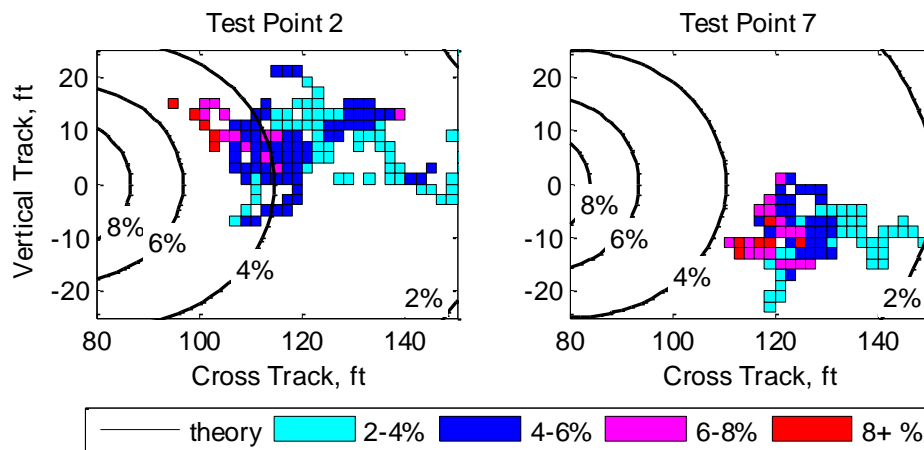 Test Point 2
Vertical Track, ft
20
10
0
-10
-20
8%
6%
4%
2%
80 100 120 140
Cross Track, ft
Test Point 7
20
10
0
-10
-20
8%
6%
4%
2%
80 100 120 140
Cross Track, ft
theory 2-4% 4-6% 6-8% 8+ %